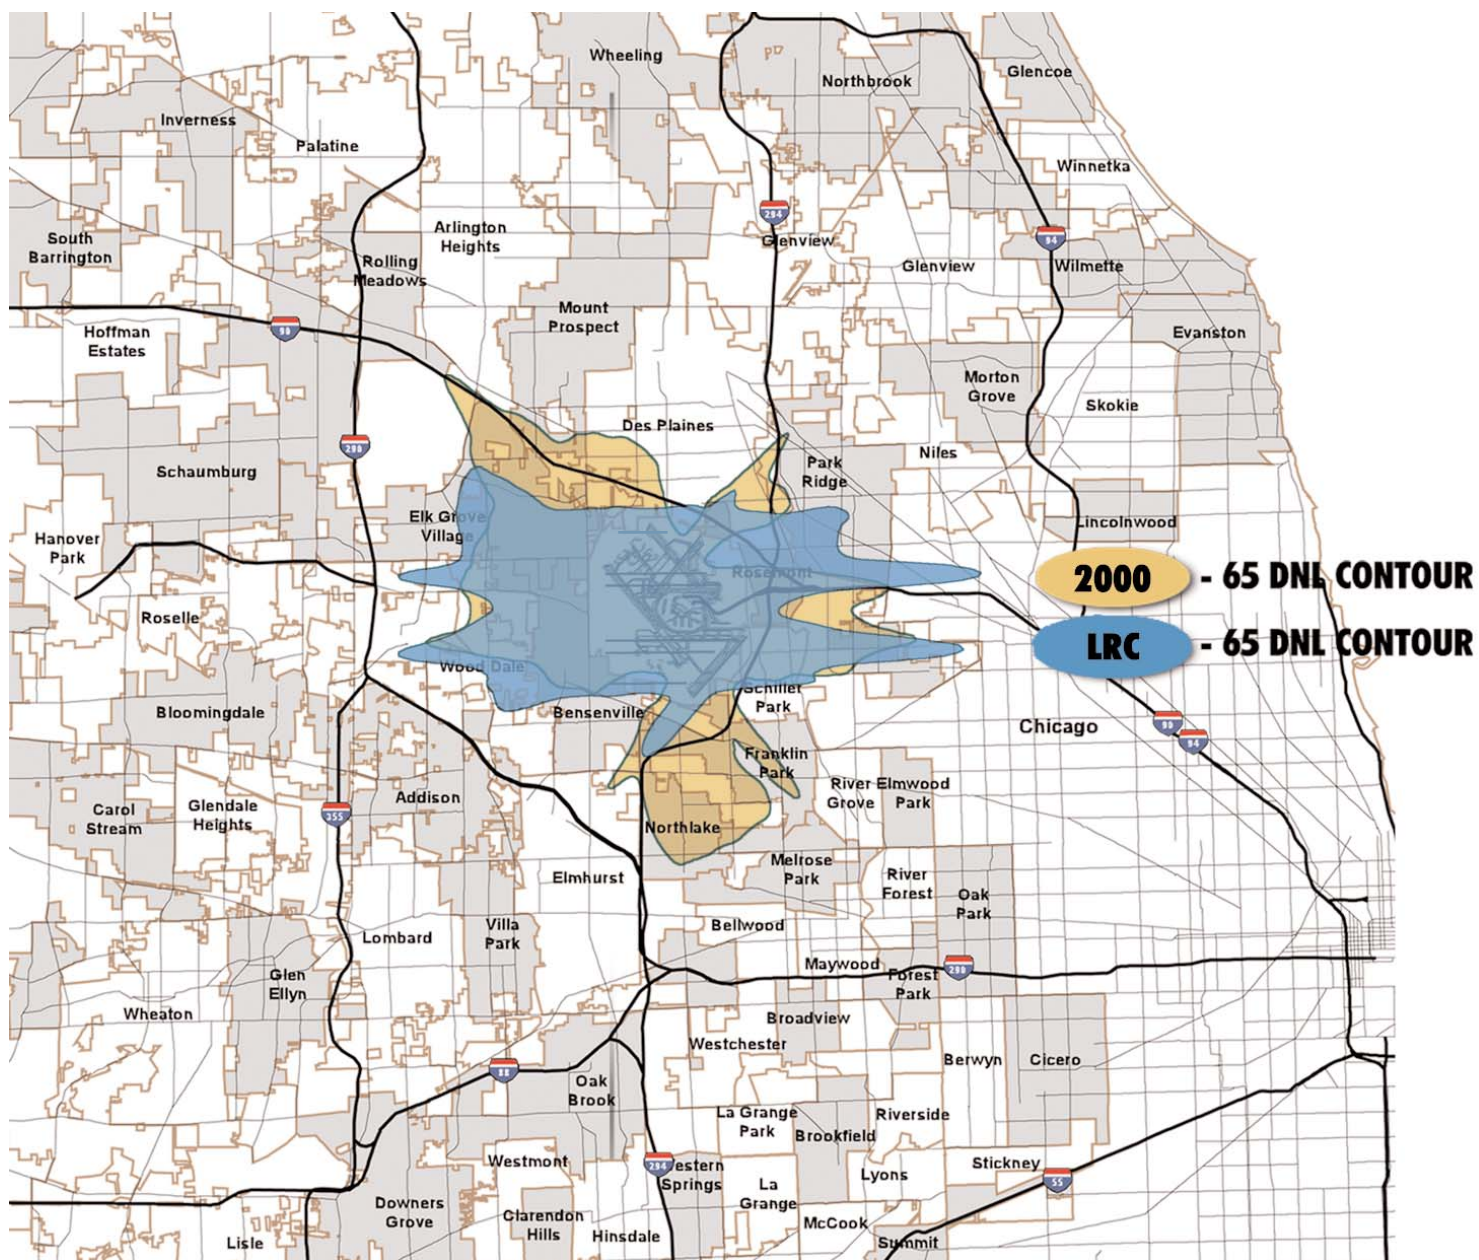 Wheeling
Northbrook
Glencoe
Inverness
Palatine
Winnetka
294
Arlington
Heights
94
South
Barrington
Glenview
Rolling
Meadows
Glenview
Wilmette
Mount
Prospect
90
Hoffman
Estates
Evanston
Morton
Grove
Skokie
Des Plaines
290
Niles
Schaumburg
Park
Ridge
Elk Grove
Village
Lincolnwood
Hanover
Park
Rosemont
2000 - 65 DNL CONTOUR
Roselle
LRC - 65 DNL CONTOUR
Wood Dale
Schiller
Park
Bloomingdale
Bensenville
Chicago
90
94
Franklin
Park
River
Grove
Elmwood
Park
Addison
Glendale
Heights
Carol
Stream
355
Northlake
Melrose
Park
Elmhurst
River
Forest
Oak
Park
Bellwood
Villa
Park
Lombard
Maywood
290
Forest
Park
Glen
Ellyn
Wheaton
Broadview
Westchester
Berwyn
Cicero
88
Oak
Brook
La Grange
Park
Riverside
Brookfield
Westmont
294
estern
Springs
Stickney
Lyons
55
La
Grange
Downers
Grove
Clarendon
Hills
McCook
Hinsdale
Lisle
Summit